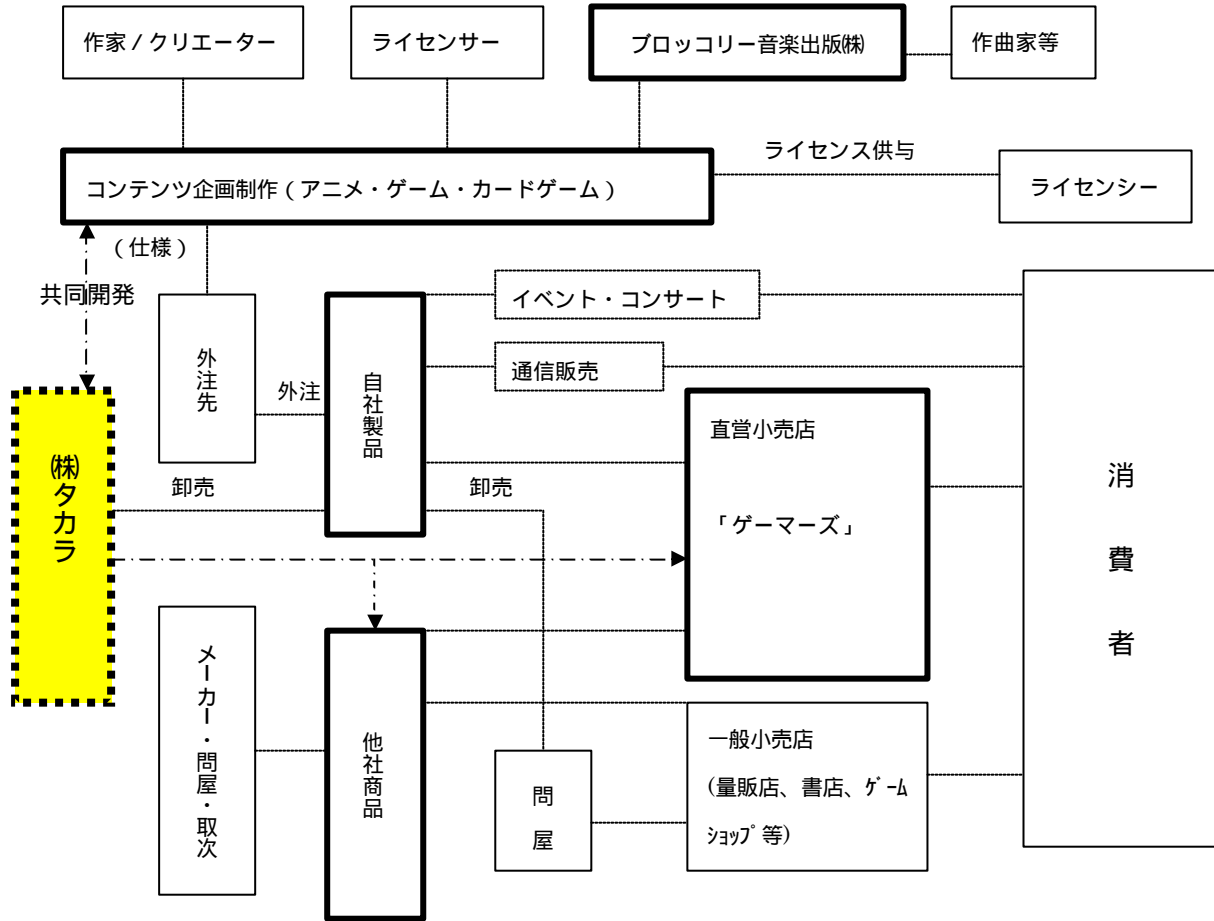 作家/クリエーター
ライセンサー
ブロッコリー音楽出版㈱
作曲家等
ライセンス供与
コンテンツ企画制作(アニメ・ゲーム・カードゲーム)
ライセンシー
(仕様)
共同開発
イベント・コンサート
通信販売
外注先
外注
自社製品
直営小売店
「ゲーマーズ」
消費者
㈱タカラ
卸売
卸売
メーカー・問屋・取次
他社商品
問屋
一般小売店
(量販店、書店、ゲーム
ショップ等)